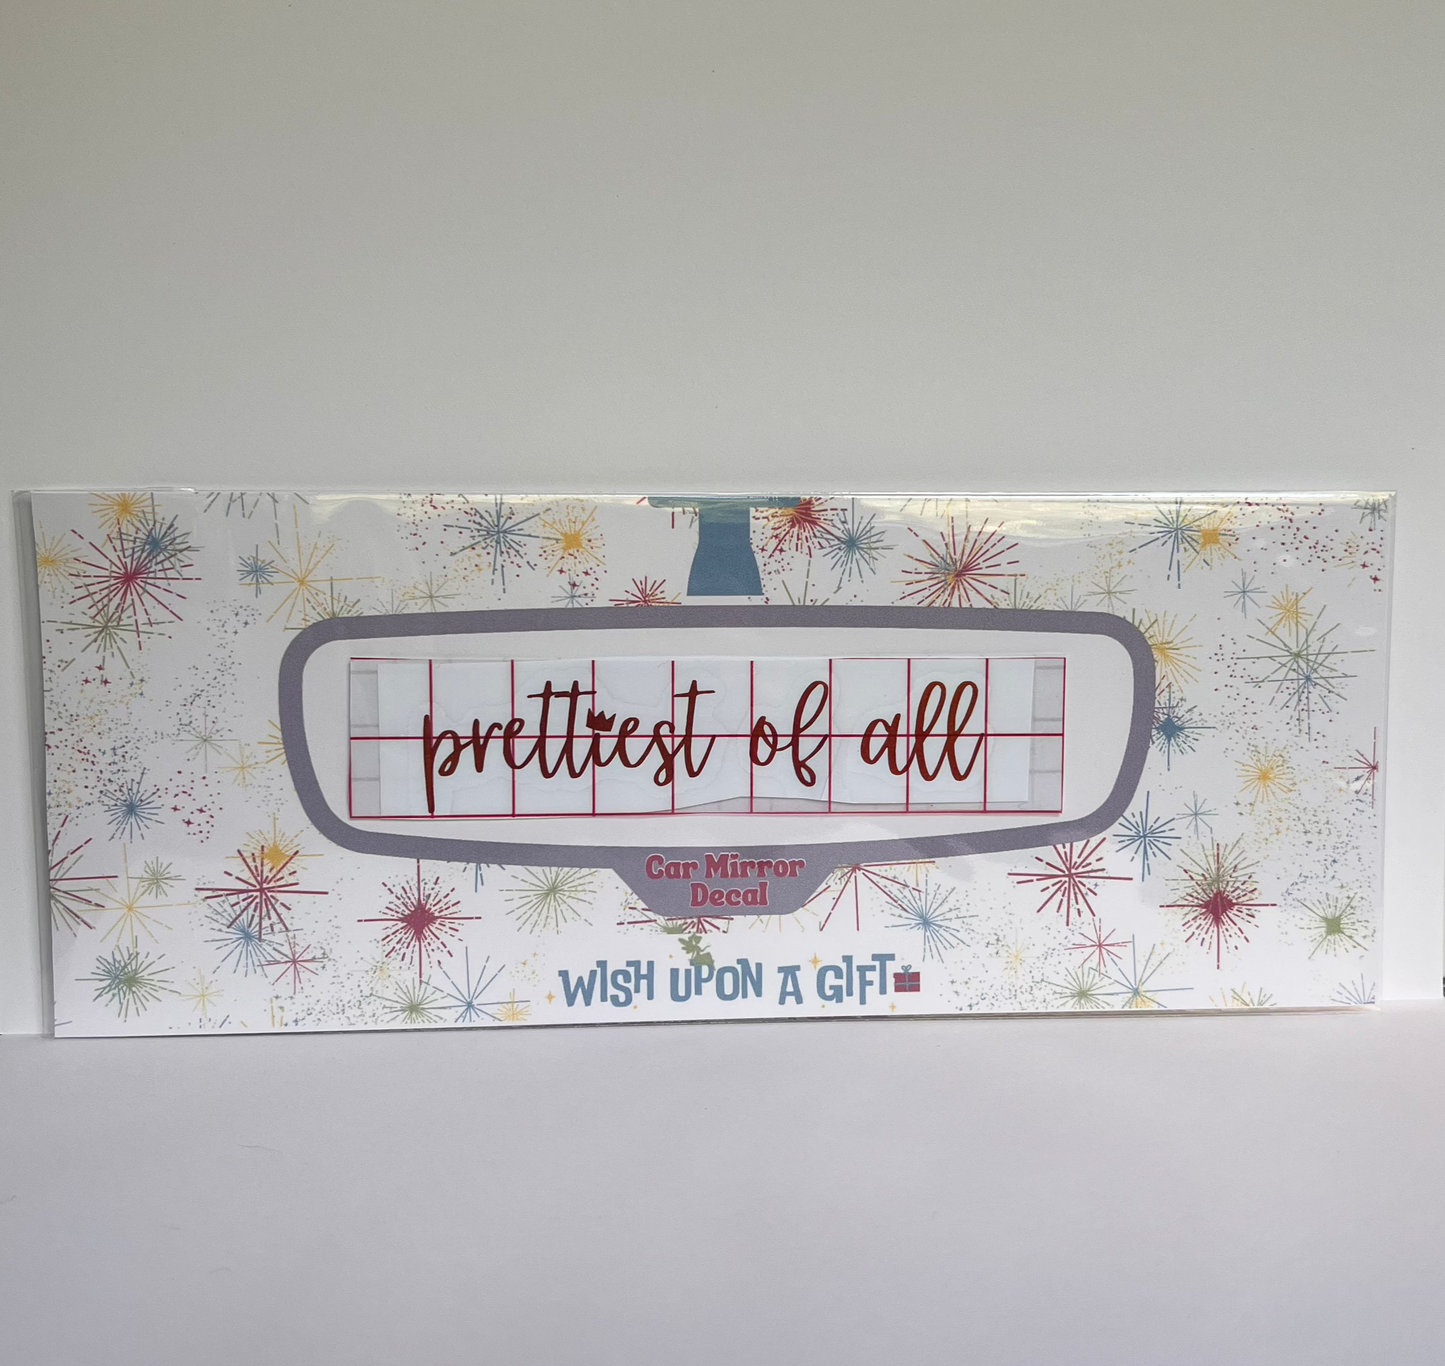 prettiest of all
Car Mirror
Decal
WISH UPON A GIFT